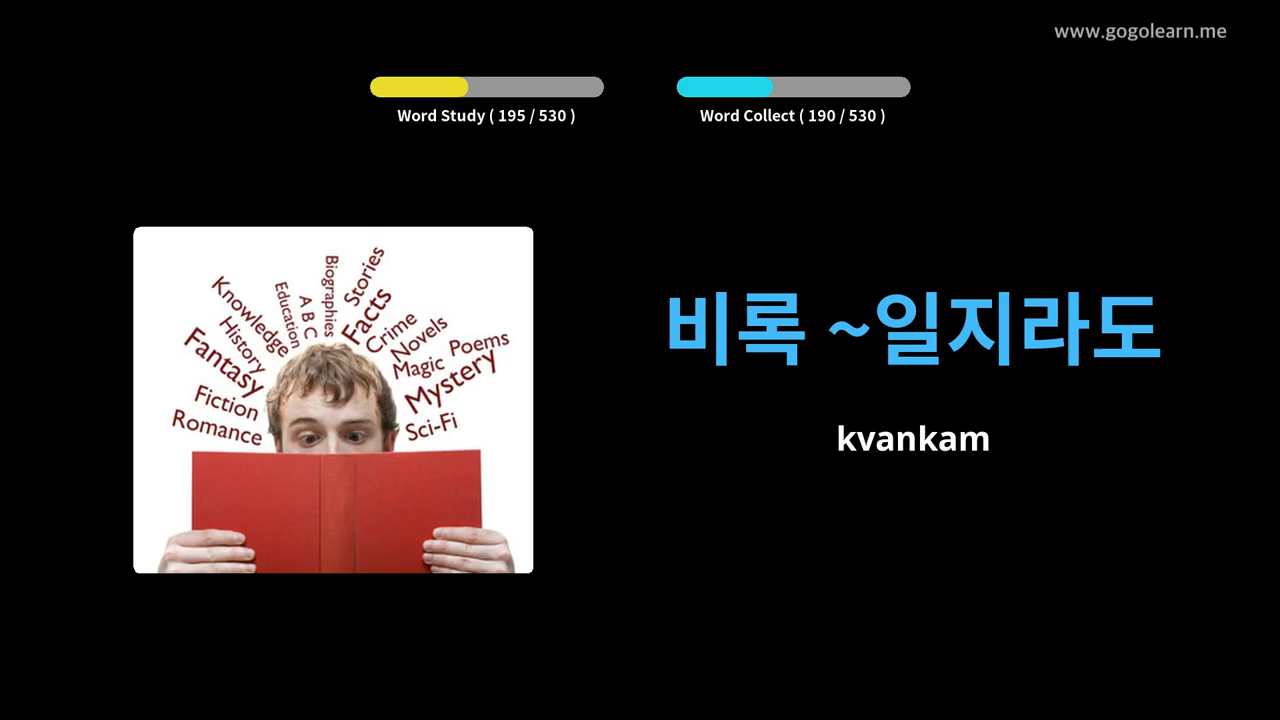 www.gogolearn.me
Word Study ( 195 / 530 )
Word Collect ( 190 / 530 )
Knowledge
History
Fantasy
Fiction
Romance
Education
A B C
Biographies
Stories
Facts
Crime
Novels
Magic
Poems
Mystery
Sci-Fi
비록 ~일지라도
kvankam